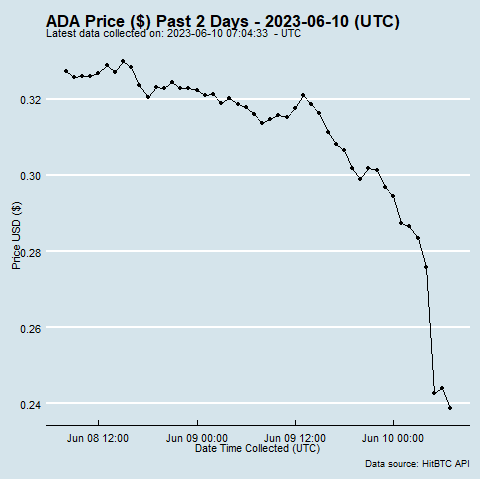 ADA Price ($) Past 2 Days - 2023-06-10 (UTC)
Latest data collected on: 2023-06-10 07:04:33  - UTC
Price USD ($)
0.32
0.30
0.28
0.26
0.24
Jun 08 12:00 Jun 09 00:00 Jun 09 12:00 Jun 10 00:00
Date Time Collected (UTC)
Data source: HitBTC API